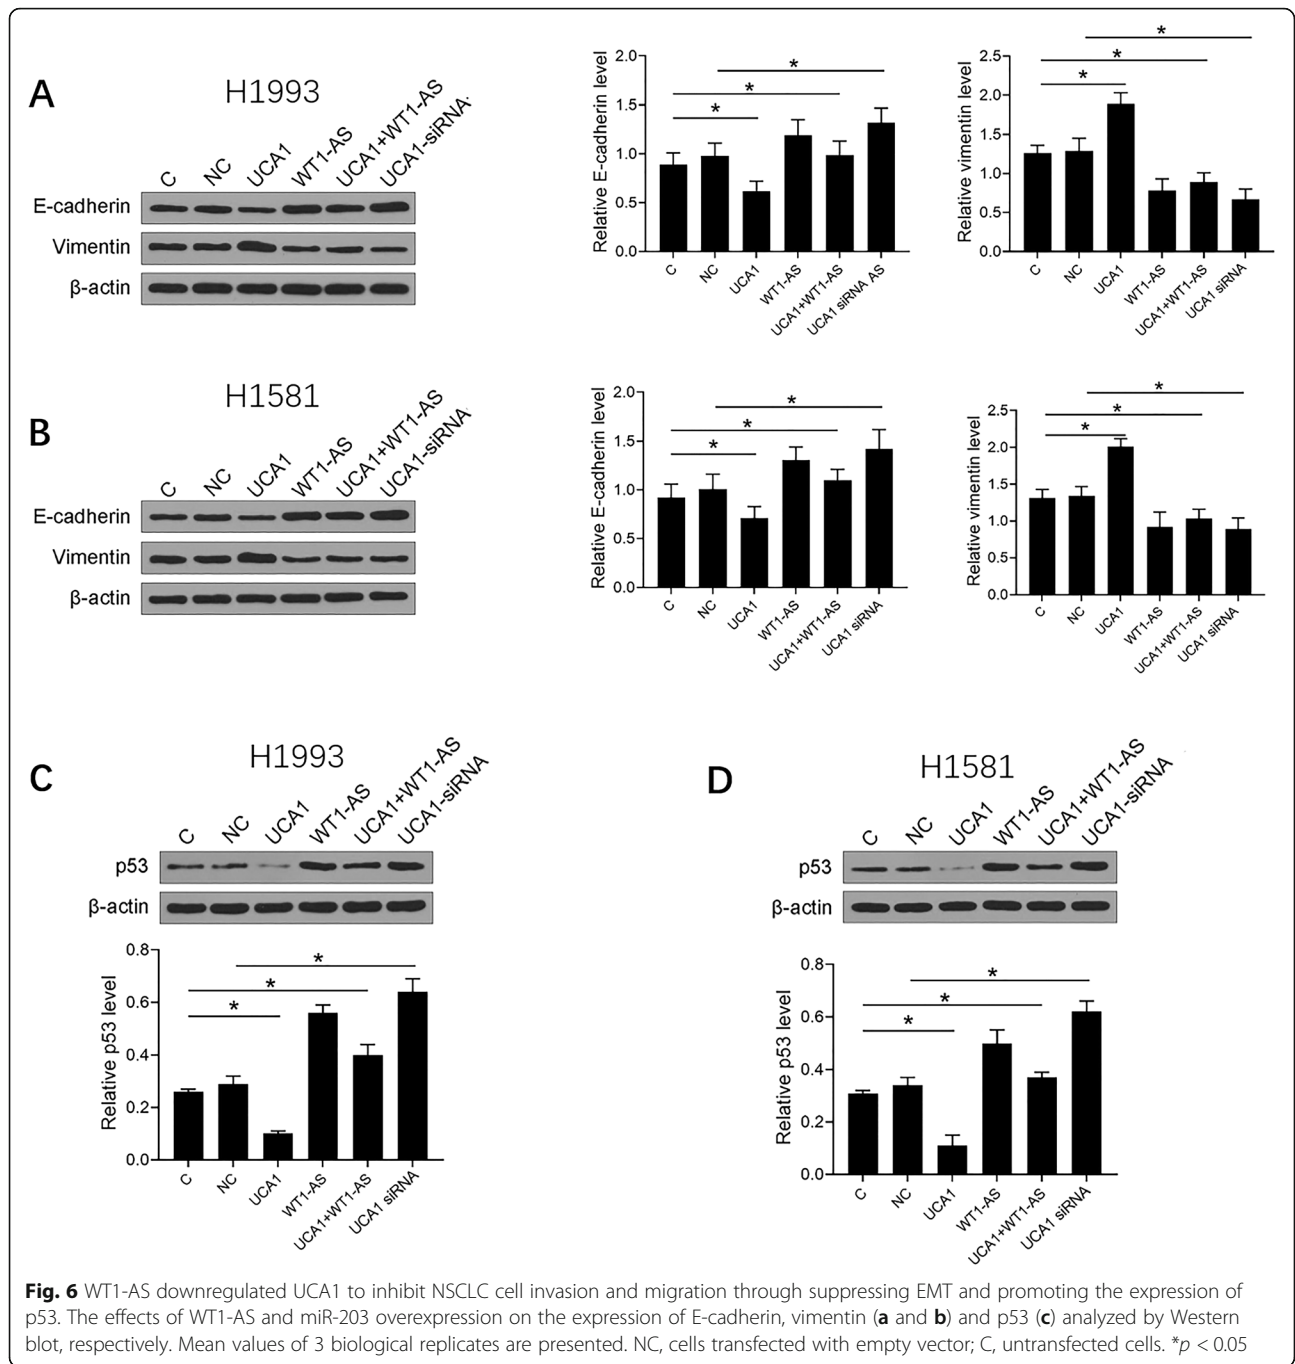 A
H1993
C NC UCA1 WT1-AS UCA1+WT1-AS UCA1-siRNA
E-cadherin
Vimentin
β-actin
Relative E-cadherin level
2.0
1.5
1.0
0.5
0.0
* * *
C NC UCA1 WT1-AS UCA1+WT1-AS UCA1 siRNA AS
Relative vimentin level
2.5
2.0
1.5
1.0
0.5
0.0
* * *
C NC UCA1 WT1-AS UCA1+WT1-AS UCA1 siRNA
B
H1581
C NC UCA1 WT1-AS UCA1+WT1-AS UCA1-siRNA
E-cadherin
Vimentin
β-actin
Relative E-cadherin level
2.0
1.5
1.0
0.5
0.0
* * *
C NC UCA1 WT1-AS UCA1+WT1-AS UCA1 siRNA
Relative vimentin level
2.5
2.0
1.5
1.0
0.5
0.0
* * *
C NC UCA1 WT1-AS UCA1+WT1-AS UCA1 siRNA
C
H1993
C NC UCA1 WT1-AS UCA1+WT1-AS UCA1-siRNA
p53
β-actin
Relative p53 level
0.8
0.6
0.4
0.2
0.0
* * *
C NC UCA1 WT1-AS UCA1+WT1-AS UCA1 siRNA
D
H1581
C NC UCA1 WT1-AS UCA1+WT1-AS UCA1-siRNA
p53
β-actin
Relative p53 level
0.8
0.6
0.4
0.2
0.0
* * *
C NC UCA1 WT1-AS UCA1+WT1-AS UCA1 siRNA
Fig. 6 WT1-AS downregulated UCA1 to inhibit NSCLC cell invasion and migration through suppressing EMT and promoting the expression of
p53. The effects of WT1-AS and miR-203 overexpression on the expression of E-cadherin, vimentin (a and b) and p53 (c) analyzed by Western
blot, respectively. Mean values of 3 biological replicates are presented. NC, cells transfected with empty vector; C, untransfected cells. *p < 0.05